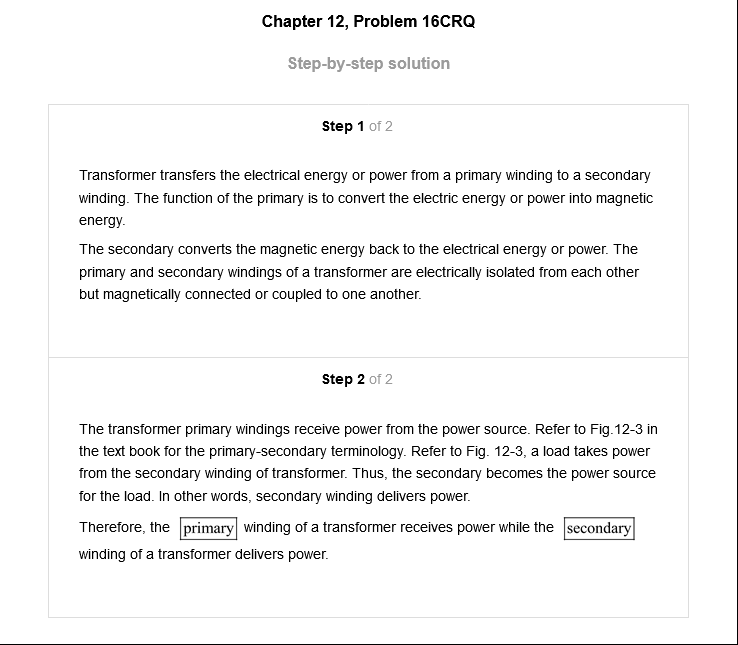 Chapter 12, Problem 16CRQ
Step-by-step solution
Step 1 of 2
Transformer transfers the electrical energy or power from a primary winding to a secondary
winding. The function of the primary is to convert the electric energy or power into magnetic
energy.
The secondary converts the magnetic energy back to the electrical energy or power. The
primary and secondary windings of a transformer are electrically isolated from each other
but magnetically connected or coupled to one another.
Step 2 of 2
The transformer primary windings receive power from the power source. Refer to Fig.12-3 in
the text book for the primary-secondary terminology. Refer to Fig. 12-3, a load takes power
from the secondary winding of transformer. Thus, the secondary becomes the power source
for the load. In other words, secondary winding delivers power.
Therefore, the primary winding of a transformer receives power while the secondary
winding of a transformer delivers power.